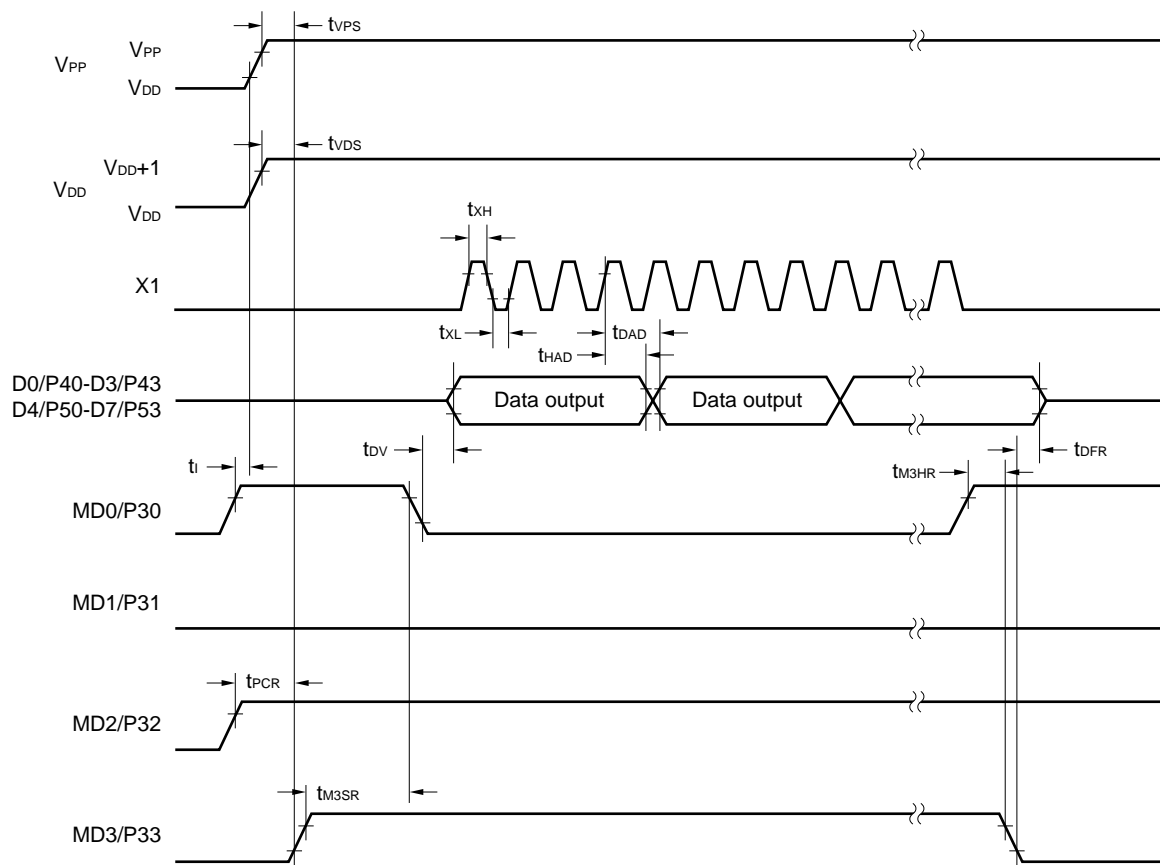 tVPS
VPP
VPP
VDD
tVDS
VDD+1
VDD
VDD
tXH
X1
tXL
tDAD
tHAD
D0/P40-D3/P43
D4/P50-D7/P53
Data output
Data output
tDV
tDFR
tI
tM3HR
MD0/P30
MD1/P31
tPCR
MD2/P32
tM3SR
MD3/P33